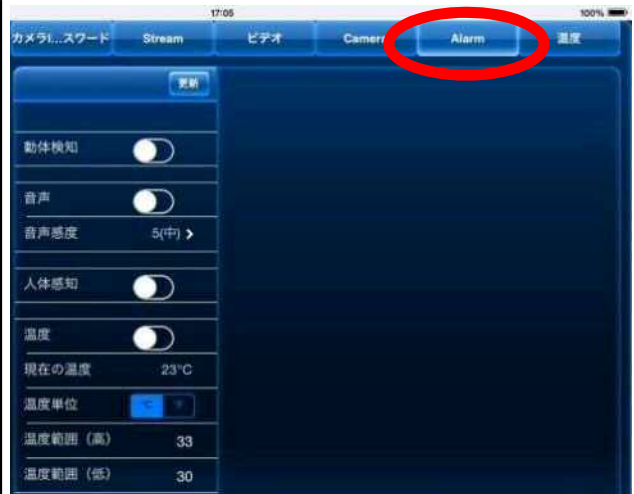 17:05 100%
カメラI...スワード Stream ビデオ Camera Alarm 温度
更新
動体検知
音声
音声感度 5(中)
人体感知
温度
現在の温度 23°C
温度単位 °C °F
温度範囲（高） 33
温度範囲（低） 30